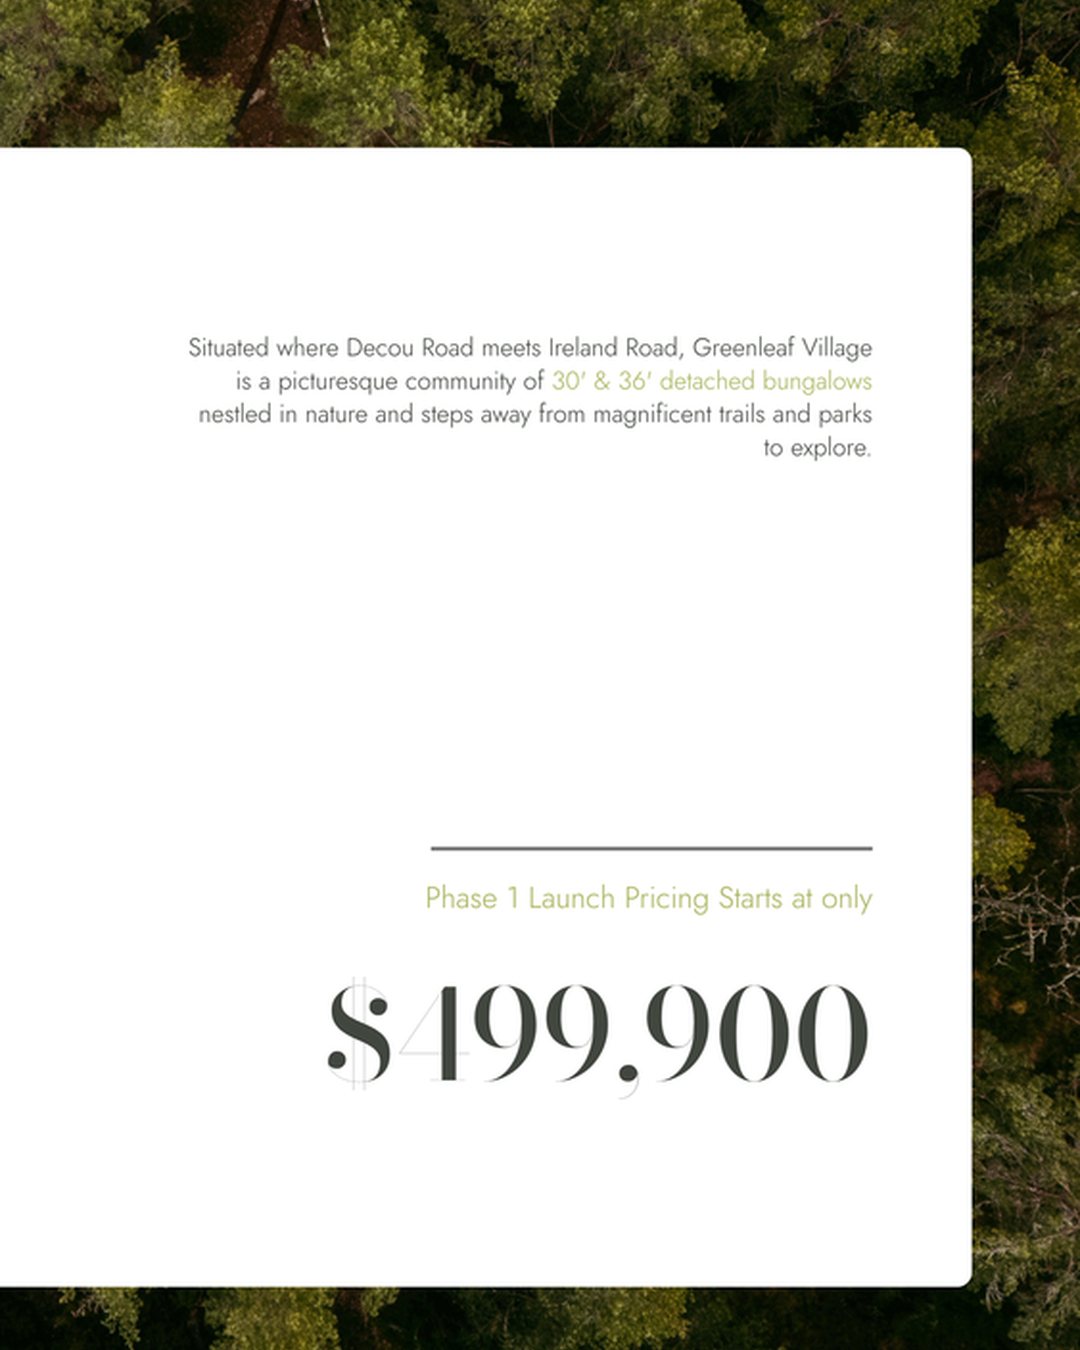 Situated where Decou Road meets Ireland Road, Greenleaf Village
is a picturesque community of 30' & 36' detached bungalows
nestled in nature and steps away from magnificent trails and parks
to explore.
Phase 1 Launch Pricing Starts at only
$499,900